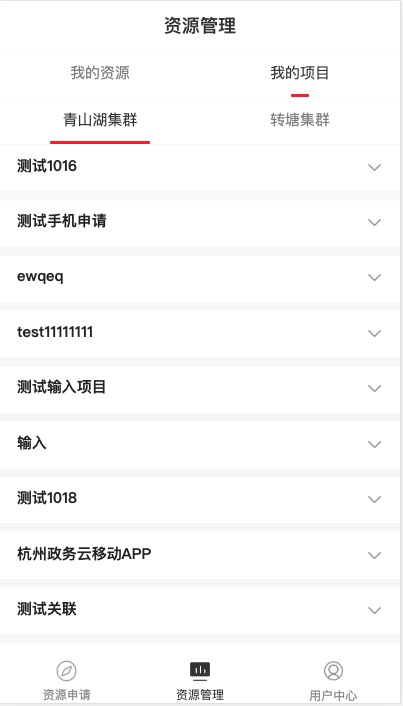 资源管理
我的资源 我的项目
青山湖集群 转塘集群
测试1016
测试手机申请
ewqeq
test11111111
测试输入项目
输入
测试1018
杭州政务云移动APP
测试关联
资源申请 资源管理 用户中心